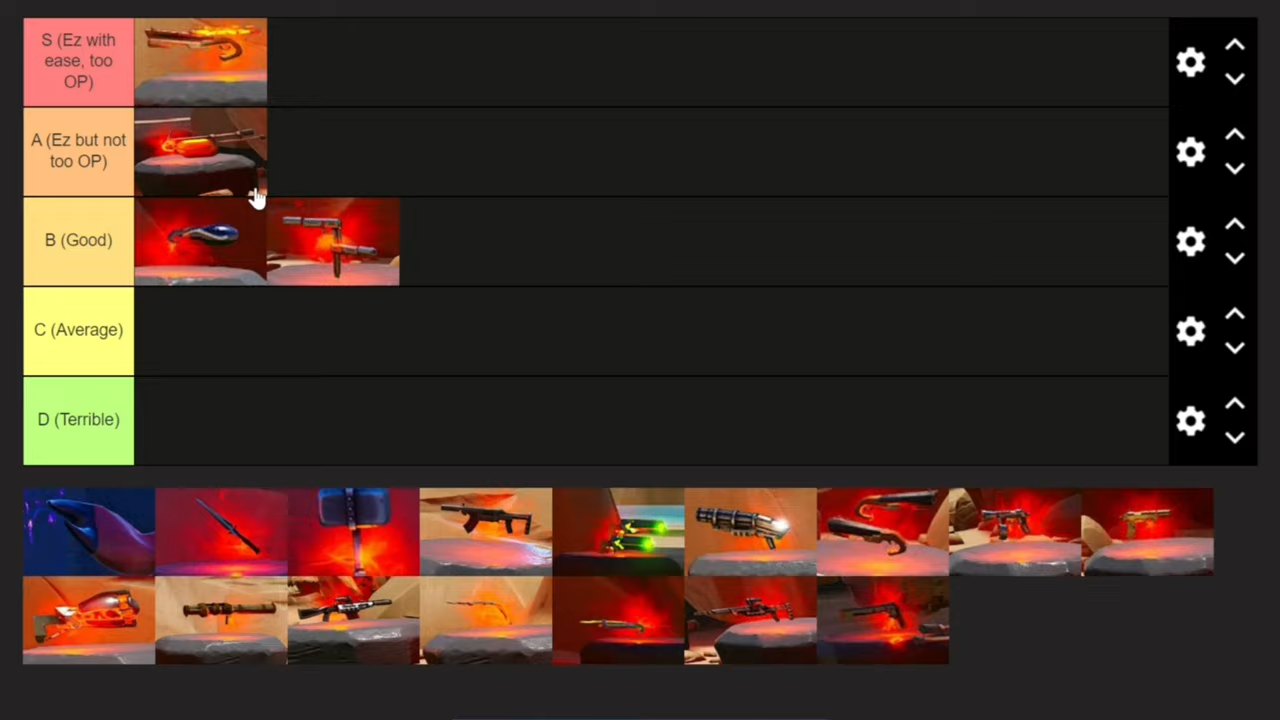 S (Ez with
ease, too
OP)
A (Ez but not
too OP)
B (Good)
C (Average)
D (Terrible)